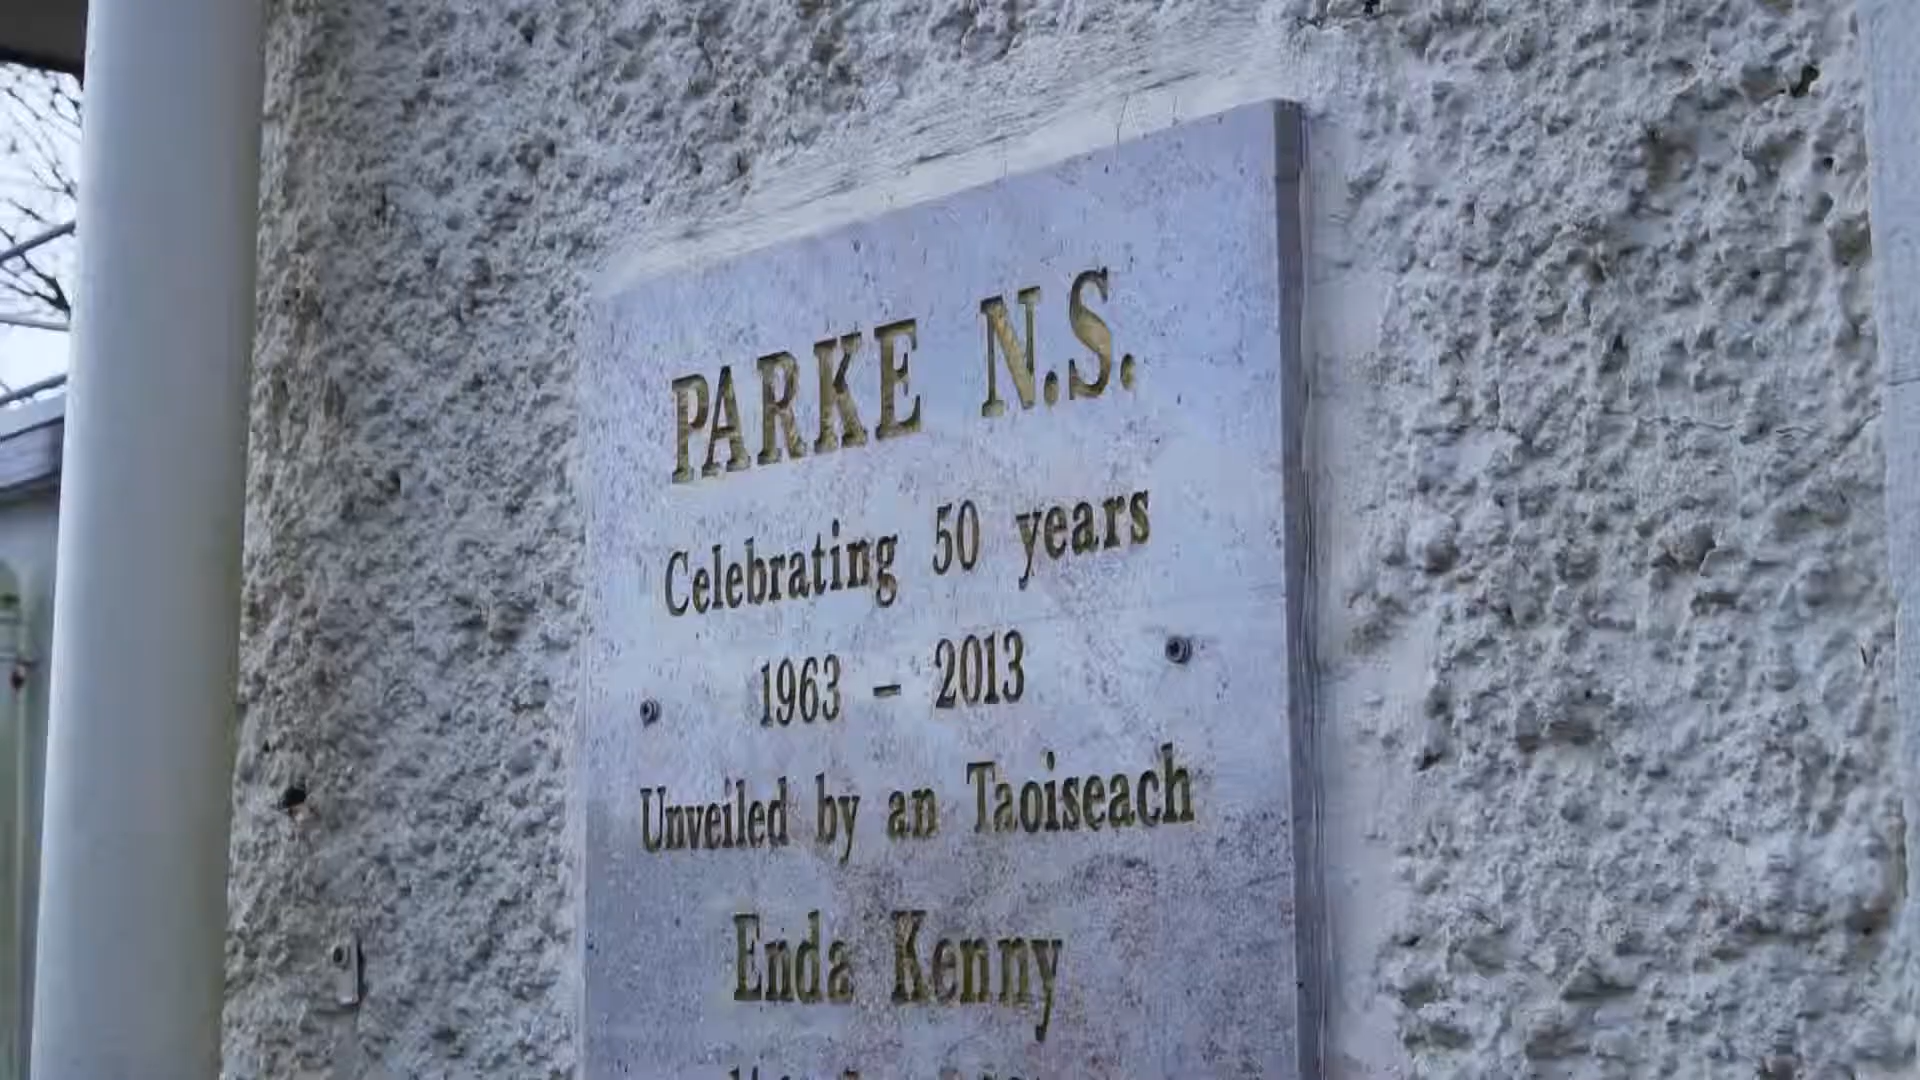 PARKE N.S.
Celebrating 50 years
1963 – 2013
Unveiled by an Taoiseach
Enda Kenny